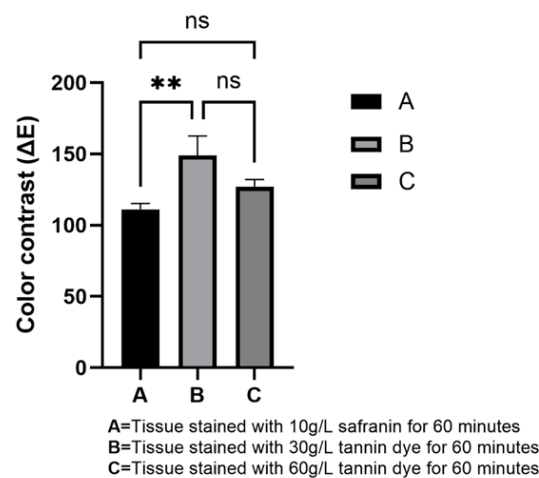 ns
** ns
200
150
100
50
0
Color contrast (ΔE)
A B C
A
B
C
A=Tissue stained with 10g/L safranin for 60 minutes
B=Tissue stained with 30g/L tannin dye for 60 minutes
C=Tissue stained with 60g/L tannin dye for 60 minutes